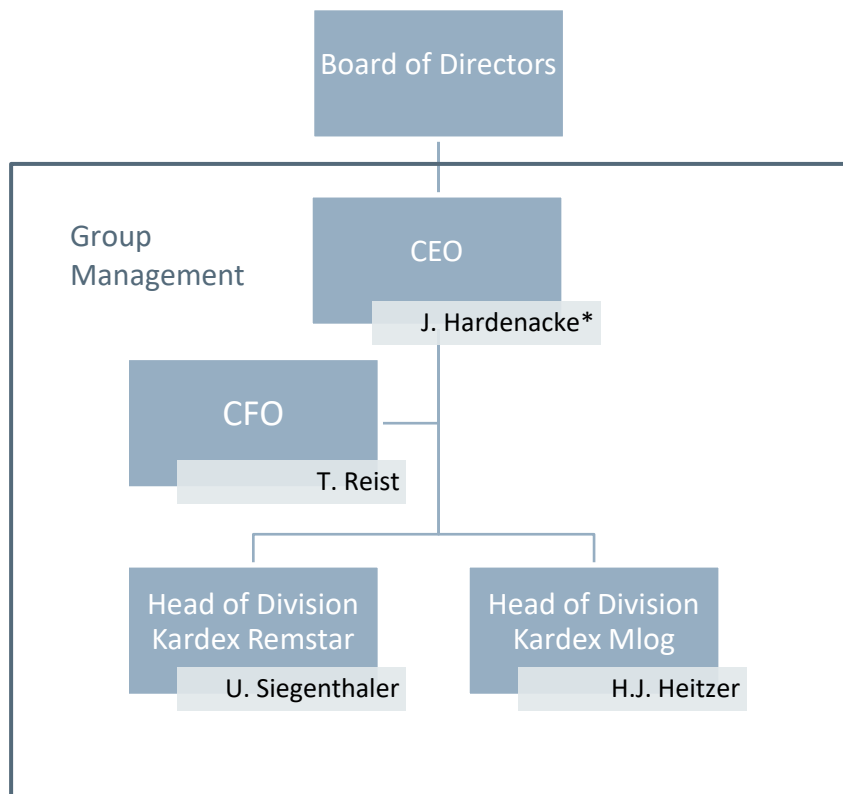 Board of Directors
Group
Management
CEO
J. Hardenacke*
CFO
T. Reist
Head of Division
Kardex Remstar
U. Siegenthaler
Head of Division
Kardex Mlog
H.J. Heitzer